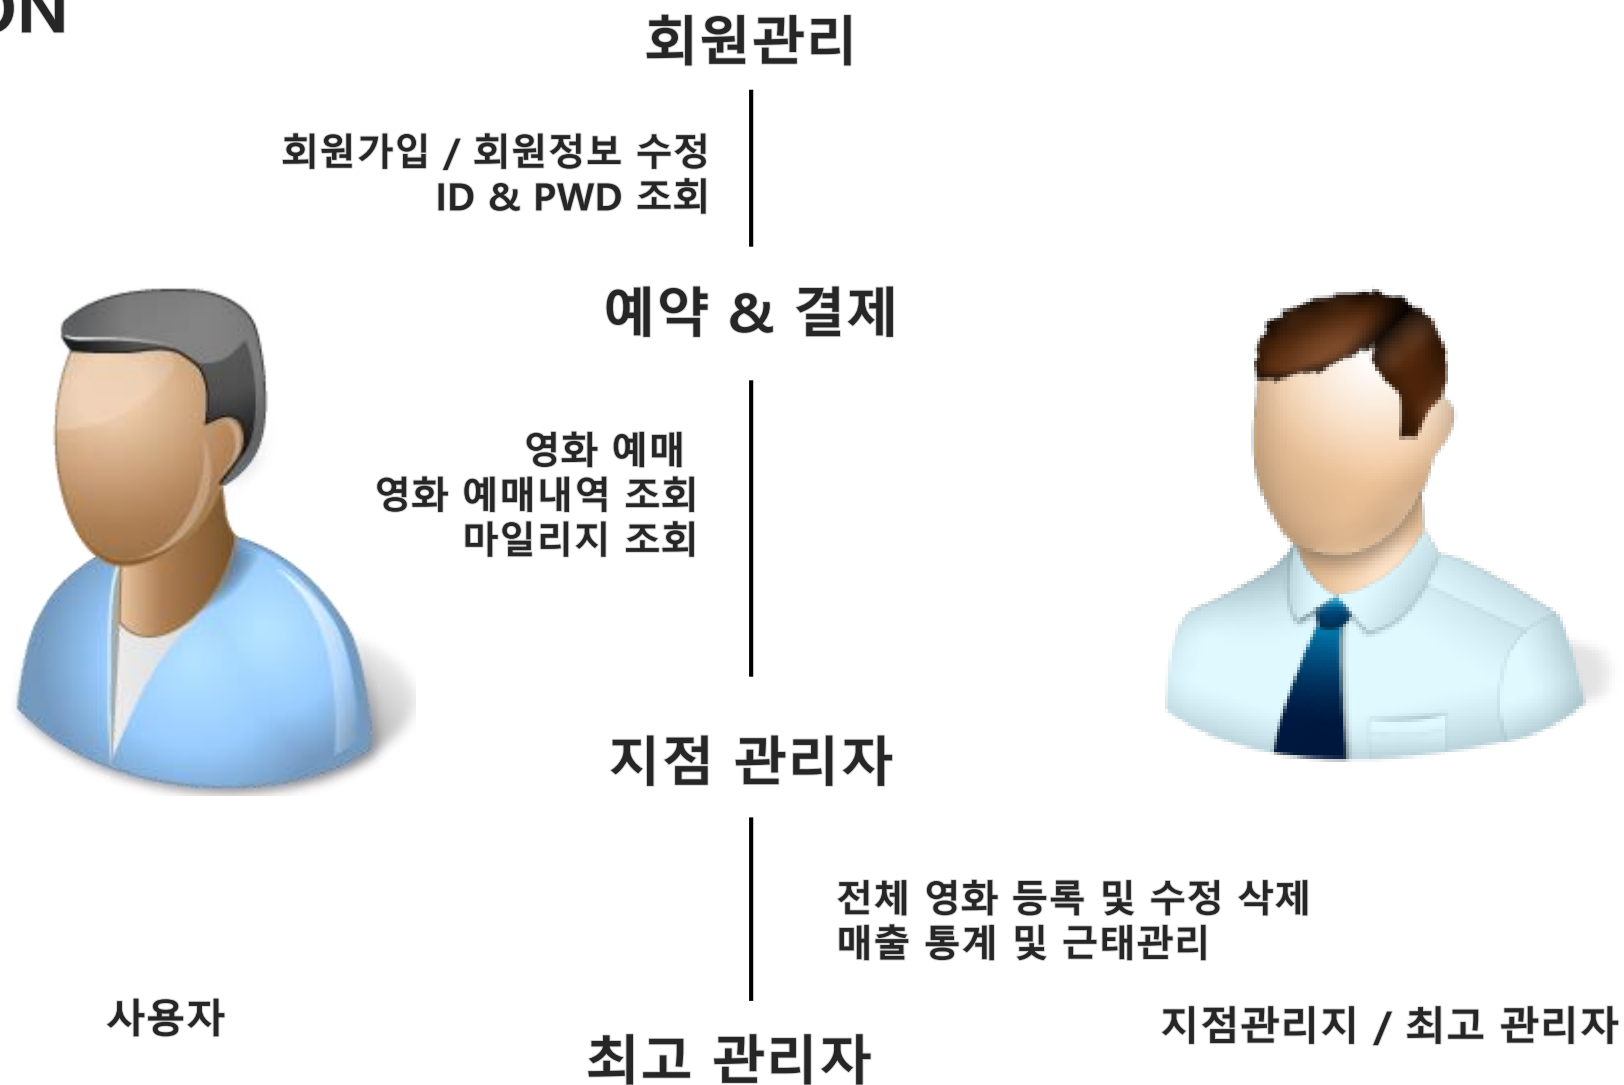 ON
회원관리
회원가입 / 회원정보 수정
ID & PWD 조회
예약 & 결제
영화 예매
영화 예매내역 조회
마일리지 조회
지점 관리자
전체 영화 등록 및 수정 삭제
매출 통계 및 근태관리
사용자
지점관리지 / 최고 관리자
최고 관리자